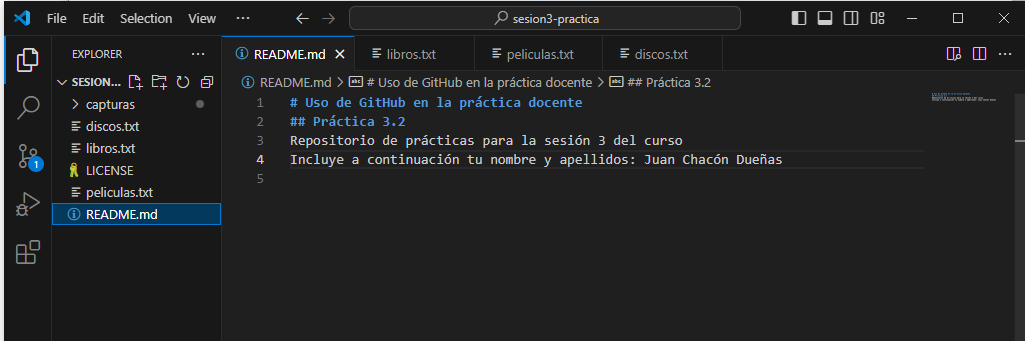 File Edit Selection View ··· sesion3-practica
EXPLORER ···
SESION...
capturas
discos.txt
libros.txt
LICENSE
peliculas.txt
README.md
1
README.md libros.txt peliculas.txt discos.txt
README.md > # Uso de GitHub en la práctica docente > ## Práctica 3.2
1 # Uso de GitHub en la práctica docente
2 ## Práctica 3.2
3 Repositorio de prácticas para la sesión 3 del curso
4 Incluye a continuación tu nombre y apellidos: Juan Chacón Dueñas
5